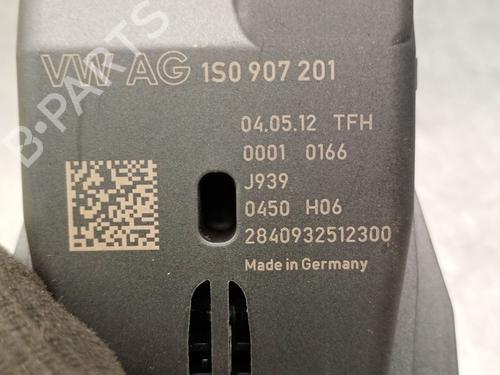 VW AG 1S0 907 201
04.05.12 TFH
0001 0166
J939
0450 H06
2840932512300
Made in Germany
B-PARTS